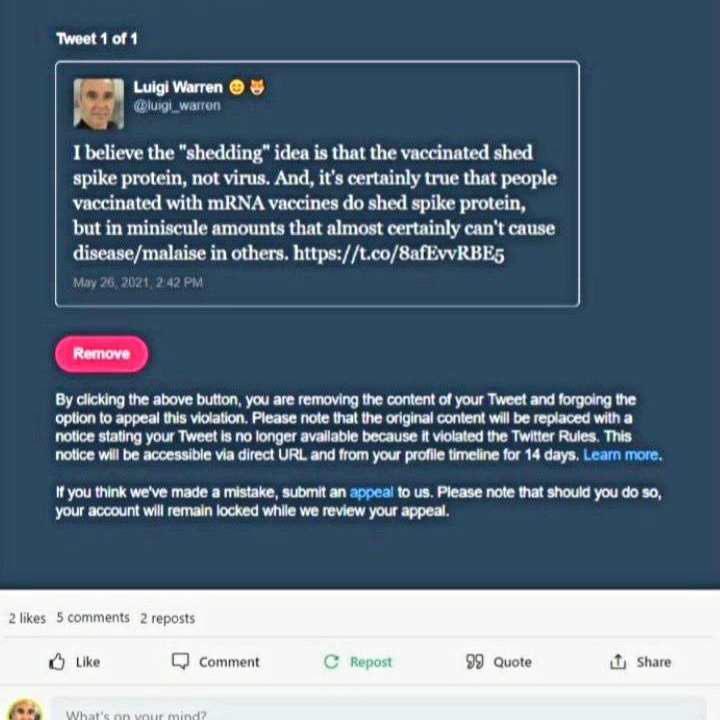 Tweet 1 of 1
Luigi Warren
@luigi_warren
I believe the "shedding" idea is that the vaccinated shed
spike protein, not virus. And, it's certainly true that people
vaccinated with mRNA vaccines do shed spike protein,
but in miniscule amounts that almost certainly can't cause
disease/malaise in others. https://t.co/8afEvvRBE5
May 26, 2021, 2:42 PM
Remove
By clicking the above button, you are removing the content of your Tweet and forgoing the
option to appeal this violation. Please note that the original content will be replaced with a
notice stating your Tweet is no longer available because it violated the Twitter Rules. This
notice will be accessible via direct URL and from your profile timeline for 14 days. Learn more.
If you think we've made a mistake, submit an appeal to us. Please note that should you do so,
your account will remain locked while we review your appeal.
2 likes 5 comments 2 reposts
Like Comment Repost Quote Share
What's on your mind?